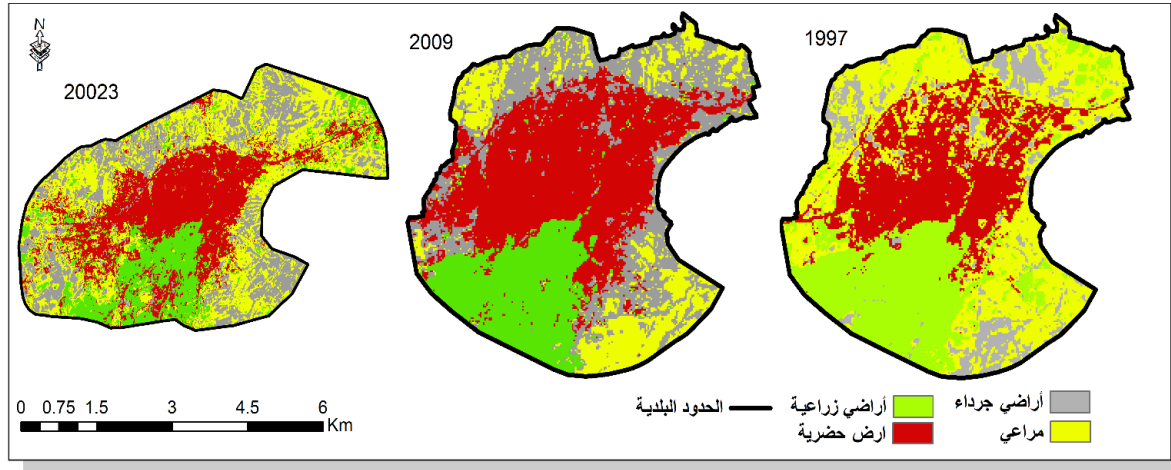 N
20023
2009
1997
0 0.75 1.5 3 4.5 6
Km
أراضي جرداء
أراضي زراعية
الحدود البلدية
مراعي
ارض حضرية